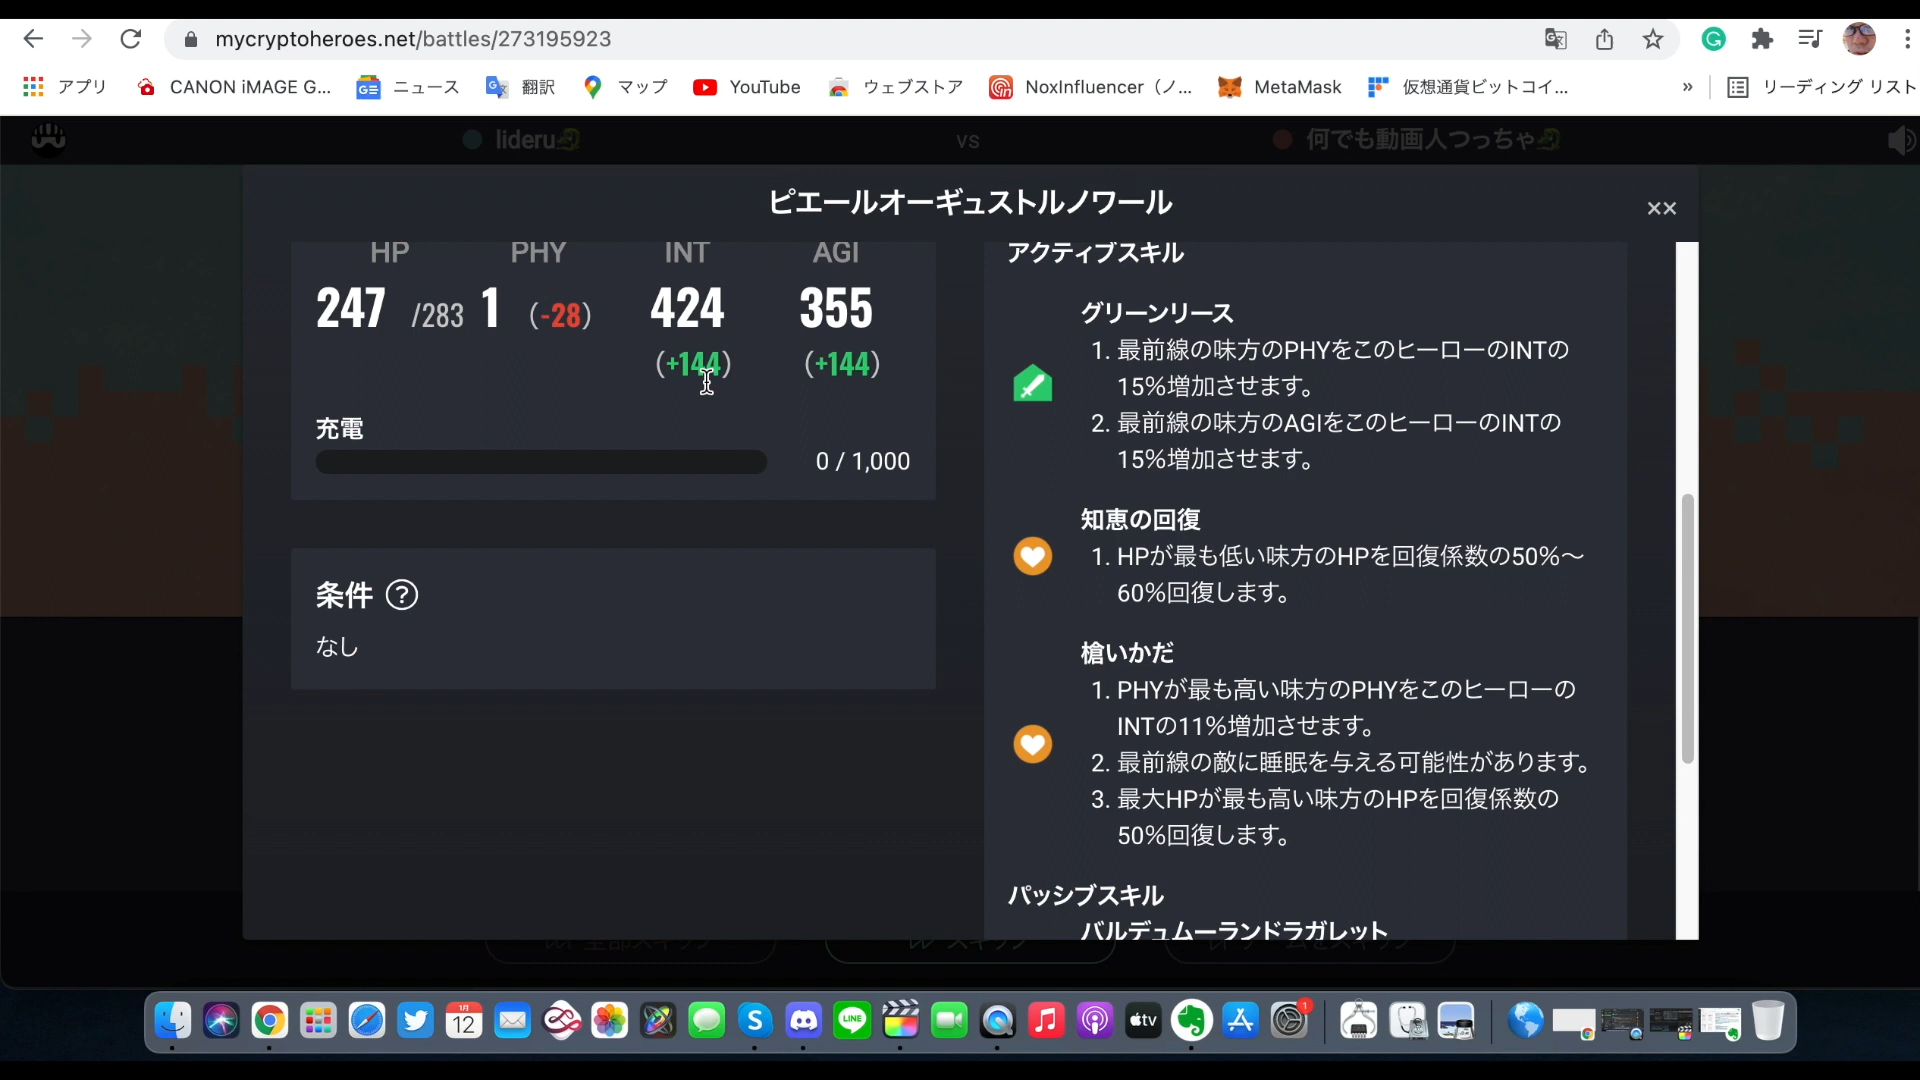 mycryptoheroes.net/battles/273195923
アプリ CANON iMAGE G... ニュース 翻訳 マップ YouTube ウェブストア NoxInfluencer（ノ... MetaMask 仮想通貨ビットコイ... » リーディング リスト
lideru vs 何でも動画人つっちゃ
ピエールオーギュストルノワール
HP PHY INT AGI
247 /283 1 (-28) 424 355
(+144) (+144)
充電
0 / 1,000
条件 ?
なし
アクティブスキル
グリーンリース
1. 最前線の味方のPHYをこのヒーローのINTの
15%増加させます。
2. 最前線の味方のAGIをこのヒーローのINTの
15%増加させます。
知恵の回復
1. HPが最も低い味方のHPを回復係数の50%〜
60%回復します。
槍いかだ
1. PHYが最も高い味方のPHYをこのヒーローの
INTの11%増加させます。
2. 最前線の敵に睡眠を与える可能性があります。
3. 最大HPが最も高い味方のHPを回復係数の
50%回復します。
パッシブスキル
バルデュムーランドラガレット
全部スキップ スキップ
1月
12
LINE
tv
1